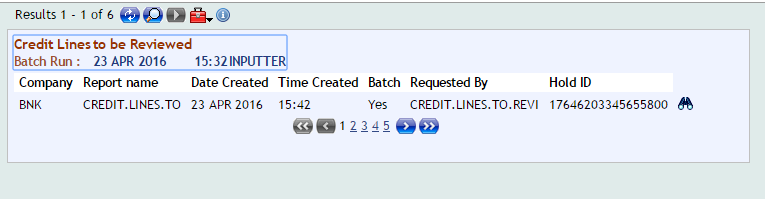 Results 1 - 1 of 6
Credit Lines to be Reviewed
Batch Run : 23 APR 2016 15:32 INPUTTER
Company Report name Date Created Time Created Batch Requested By Hold ID
BNK CREDIT.LINES.TO 23 APR 2016 15:42 Yes CREDIT.LINES.TO.REVI 17646203345655800
1 2 3 4 5